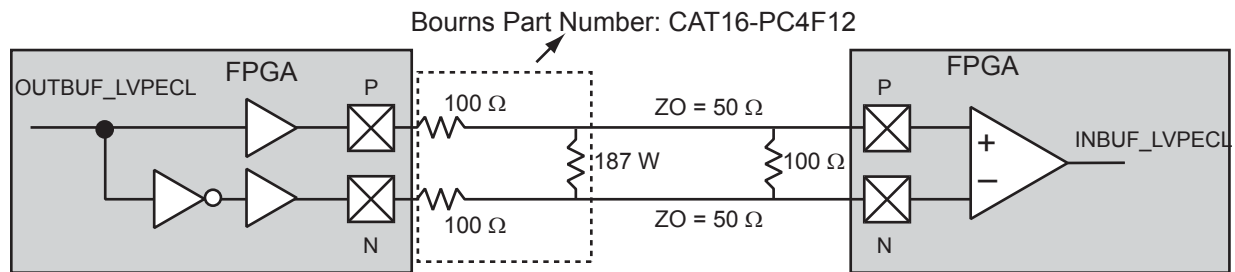 Bourns Part Number: CAT16-PC4F12
FPGA
OUTBUF_LVPECL
P
100 Ω
ZO = 50 Ω
187 W
100 Ω
100 Ω
N
ZO = 50 Ω
FPGA
P
+
–
INBUF_LVPECL
N